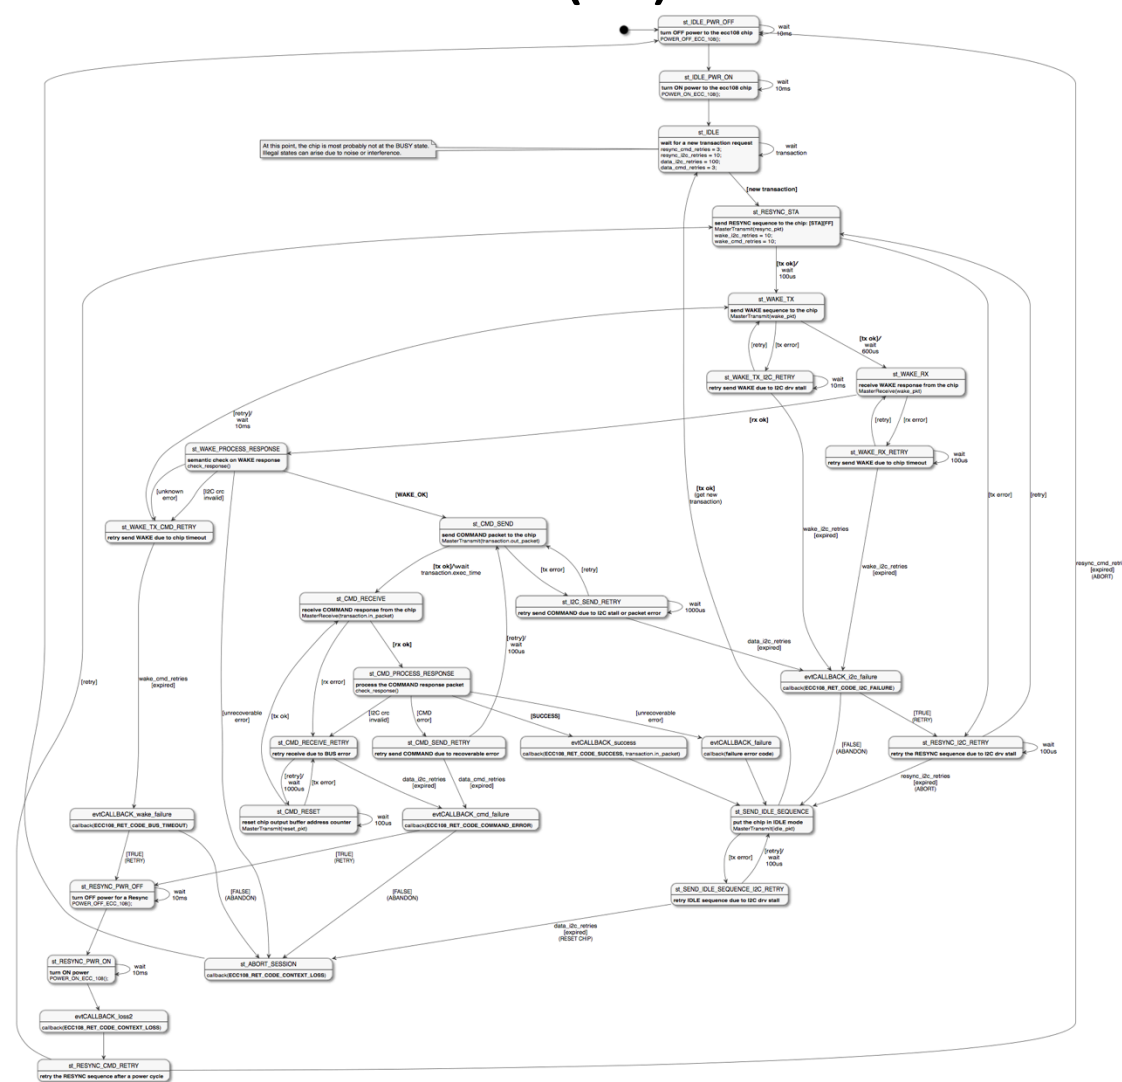 st_IDLE_PWR_OFF
turn OFF power to the ecc108 chip
POWER_OFF_ECC_108();
wait
10ms
st_IDLE_PWR_ON
turn ON power to the ecc108 chip
POWER_ON_ECC_108();
wait
10ms
st_IDLE
wait for a new transaction request
resync_cmd_retries = 3;
resync_i2c_retries = 10;
data_i2c_retries = 100;
data_cmd_retries = 3;
wait
transaction
At this point, the chip is most probably not at the BUSY state.
Illegal states can arise due to noise or interference.
[new transaction]
st_RESYNC_STA
send RESYNC sequence to the chip: [STA][FF]
MasterTransmit(resync_pkt)
wake_i2c_retries = 10;
wake_cmd_retries = 10;
[tx ok]/
wait
100us
st_WAKE_TX
send WAKE sequence to the chip
MasterTransmit(wake_pkt)
[retry]
[tx error]
[tx ok]/
wait
600us
st_WAKE_TX_I2C_RETRY
retry send WAKE due to I2C drv stall
wait
10ms
st_WAKE_RX
receive WAKE response from the chip
MasterReceive(wake_pkt)
[retry]
[rx error]
[rx ok]
[retry]/
wait
10ms
st_WAKE_RX_RETRY
retry send WAKE due to chip timeout
wait
100us
st_WAKE_PROCESS_RESPONSE
semantic check on WAKE response
check_response()
[unknown
error]
[I2C crc
invalid]
[WAKE_OK]
[tx ok]
(get new
transaction)
[tx error]
[retry]
st_WAKE_TX_CMD_RETRY
retry send WAKE due to chip timeout
st_CMD_SEND
send COMMAND packet to the chip
MasterTransmit(transaction.out_packet)
wake_i2c_retries
[expired]
wake_i2c_retries
[expired]
[expired]
(ABORT)
[tx ok]/wait
transaction.exec_time
[tx error]
[retry]
st_CMD_RECEIVE
receive COMMAND response from the chip
MasterReceive(transaction.in_packet)
st_I2C_SEND_RETRY
retry send COMMAND due to I2C stall or packet error
wait
1000us
[rx ok]
[retry]/
wait
100us
data_i2c_retries
[expired]
st_CMD_PROCESS_RESPONSE
process the COMMAND response packet
check_response()
evtCALLBACK_i2c_failure
callback(ECC108_RET_CODE_I2C_FAILURE)
[retry]
wake_cmd_retries
[expired]
[rx error]
[tx ok]
[unrecoverable
error]
[I2C crc
invalid]
[CMD
error]
[SUCCESS]
[unrecoverable
error]
[TRUE]
(RETRY)
st_CMD_RECEIVE_RETRY
retry receive due to BUS error
st_CMD_SEND_RETRY
retry send COMMAND due to recoverable error
evtCALLBACK_success
callback(ECC108_RET_CODE_SUCCESS, transaction.in_packet)
evtCALLBACK_failure
callback(failure error code)
[FALSE]
(ABANDON)
st_RESYNC_I2C_RETRY
retry the RESYNC sequence due to I2C drv stall
wait
100us
[retry]/
wait
1000us
[tx error]
data_i2c_retries
[expired]
data_cmd_retries
[expired]
resync_i2c_retries
[expired]
(ABORT)
evtCALLBACK_wake_failure
callback(ECC108_RET_CODE_BUS_TIMEOUT)
st_CMD_RESET
reset chip output buffer address counter
MasterTransmit(reset_pkt)
wait
100us
evtCALLBACK_cmd_failure
callback(ECC108_RET_CODE_COMMAND_ERROR)
st_SEND_IDLE_SEQUENCE
put the chip in IDLE mode
MasterTransmit(idle_pkt)
[TRUE]
(RETRY)
[TRUE]
(RETRY)
[tx error]
[retry]/
wait
100us
st_RESYNC_PWR_OFF
turn OFF power for a Resync
POWER_OFF_ECC_108();
wait
10ms
[FALSE]
(ABANDON)
[FALSE]
(ABANDON)
st_SEND_IDLE_SEQUENCE_I2C_RETRY
retry IDLE sequence due to I2C drv stall
data_i2c_retries
[expired]
(RESET CHIP)
st_RESYNC_PWR_ON
turn ON power
POWER_ON_ECC_108();
wait
10ms
st_ABORT_SESSION
callback(ECC108_RET_CODE_CONTEXT_LOSS)
evtCALLBACK_loss2
callback(ECC108_RET_CODE_CONTEXT_LOSS)
st_RESYNC_CMD_RETRY
retry the RESYNC sequence after a power cycle